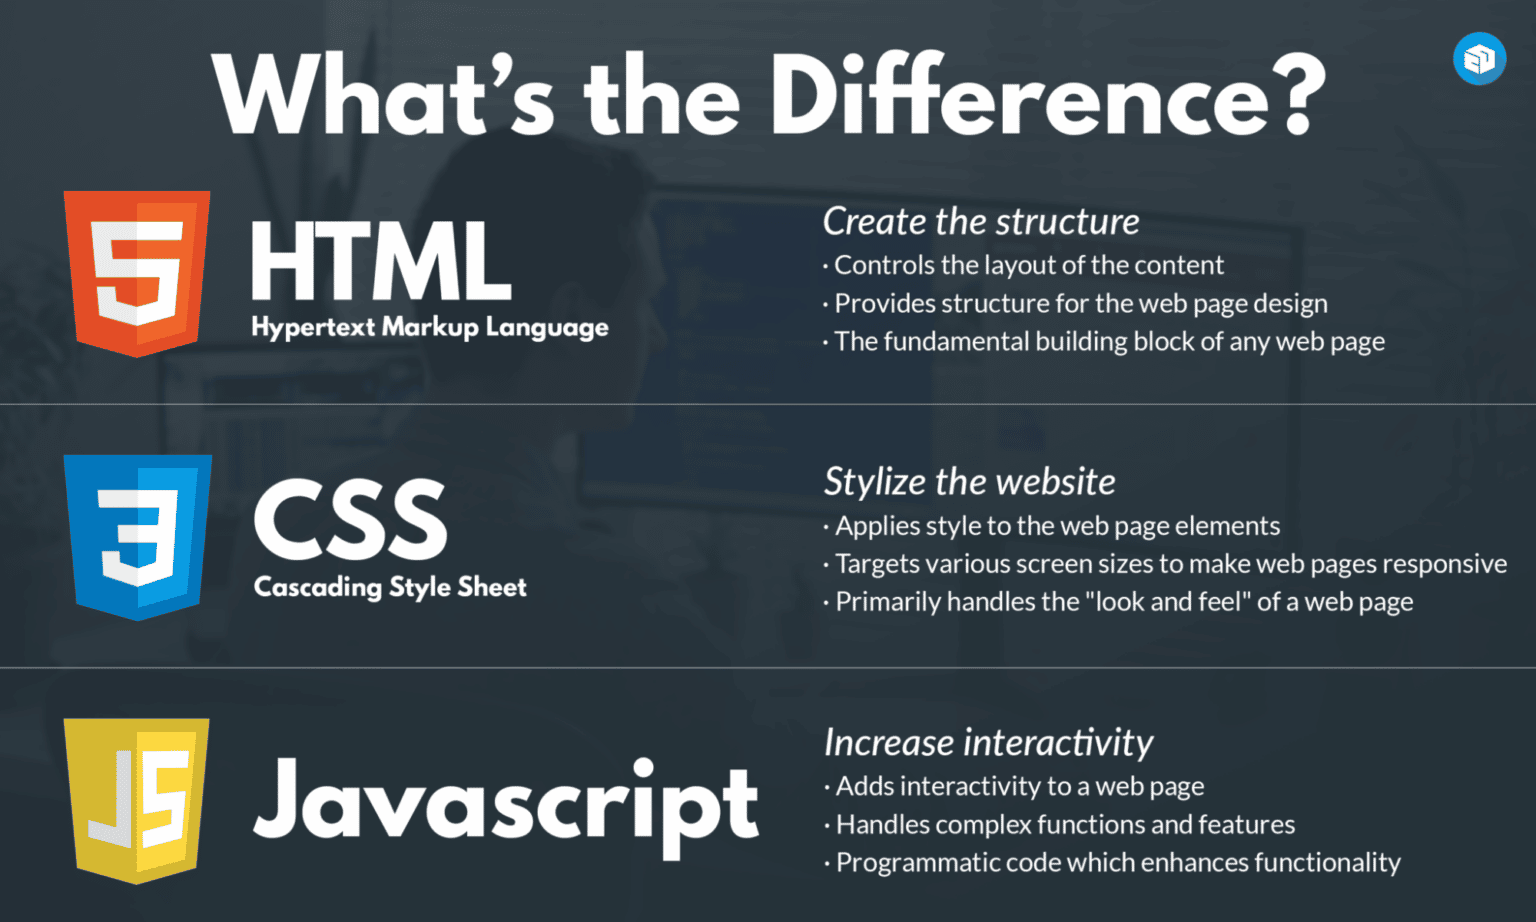 What’s the Difference?
5
HTML
Hypertext Markup Language
Create the structure
· Controls the layout of the content
· Provides structure for the web page design
· The fundamental building block of any web page
3
CSS
Cascading Style Sheet
Stylize the website
· Applies style to the web page elements
· Targets various screen sizes to make web pages responsive
· Primarily handles the "look and feel" of a web page
JS
Javascript
Increase interactivity
· Adds interactivity to a web page
· Handles complex functions and features
· Programmatic code which enhances functionality